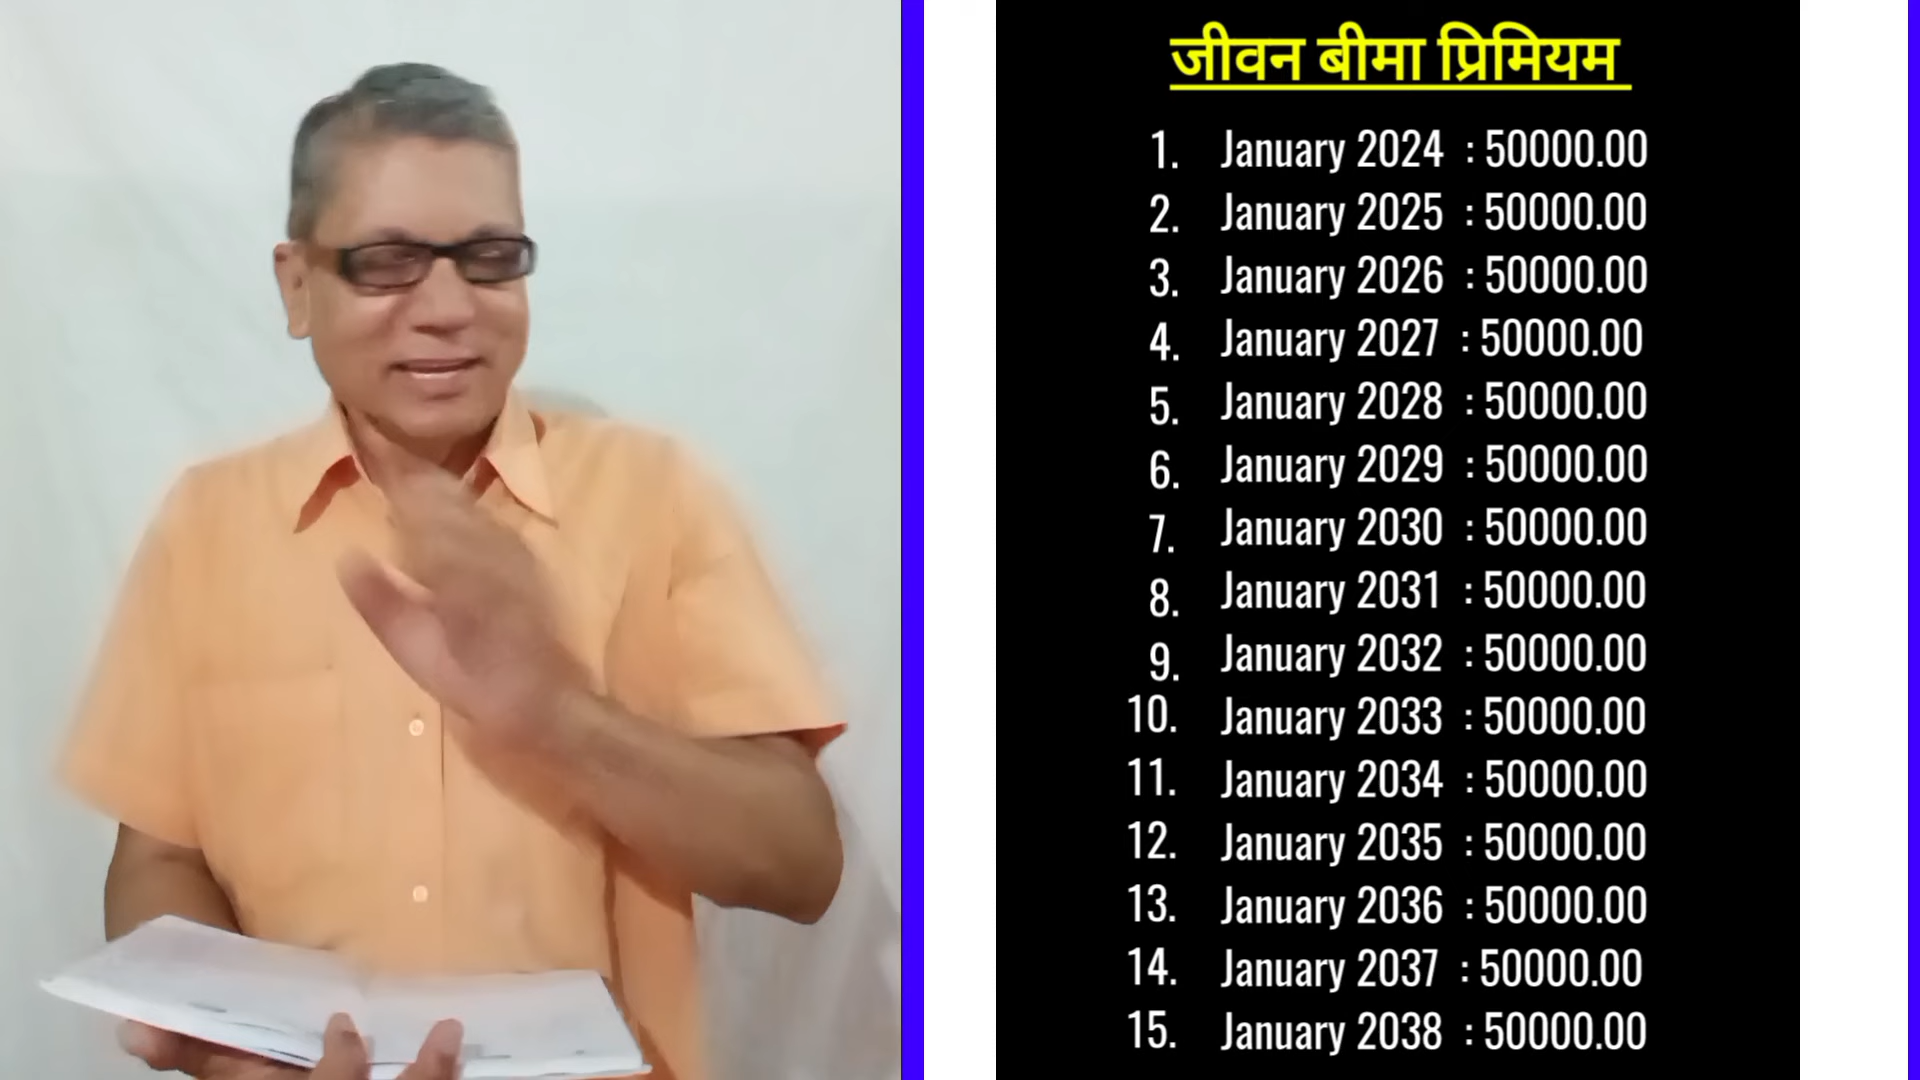 जीवन बीमा प्रिमियम
1. January 2024 : 50000.00
2. January 2025 : 50000.00
3. January 2026 : 50000.00
4. January 2027 : 50000.00
5. January 2028 : 50000.00
6. January 2029 : 50000.00
7. January 2030 : 50000.00
8. January 2031 : 50000.00
9. January 2032 : 50000.00
10. January 2033 : 50000.00
11. January 2034 : 50000.00
12. January 2035 : 50000.00
13. January 2036 : 50000.00
14. January 2037 : 50000.00
15. January 2038 : 50000.00